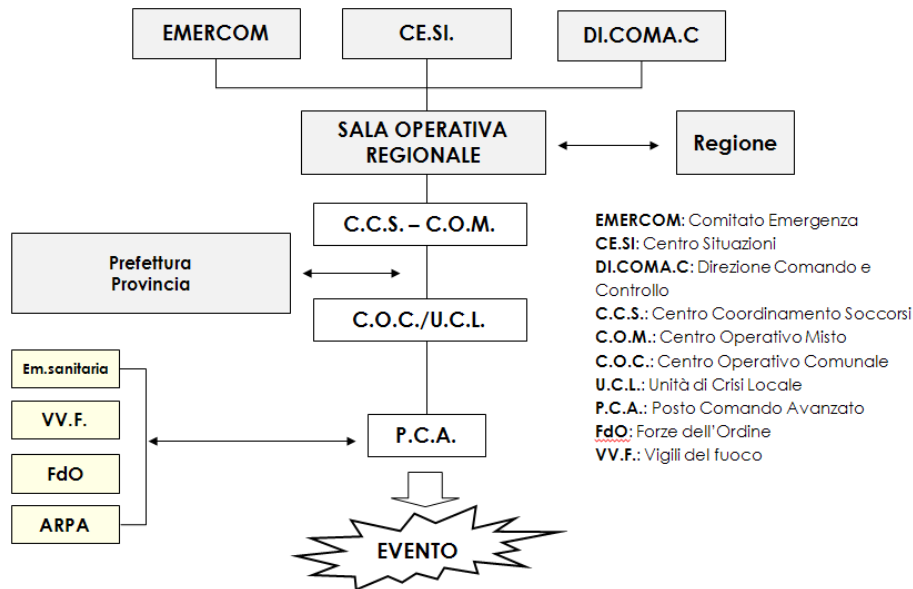 EMERCOM
CE.SI.
DI.COMA.C
SALA OPERATIVA
REGIONALE
Regione
C.C.S. – C.O.M.
Prefettura
Provincia
C.O.C./U.C.L.
Em.sanitaria
VV.F.
FdO
ARPA
P.C.A.
EVENTO
EMERCOM: Comitato Emergenza
CE.SI: Centro Situazioni
DI.COMA.C: Direzione Comando e
Controllo
C.C.S.: Centro Coordinamento Soccorsi
C.O.M.: Centro Operativo Misto
C.O.C.: Centro Operativo Comunale
U.C.L.: Unità di Crisi Locale
P.C.A.: Posto Comando Avanzato
FdO: Forze dell'Ordine
VV.F.: Vigili del fuoco